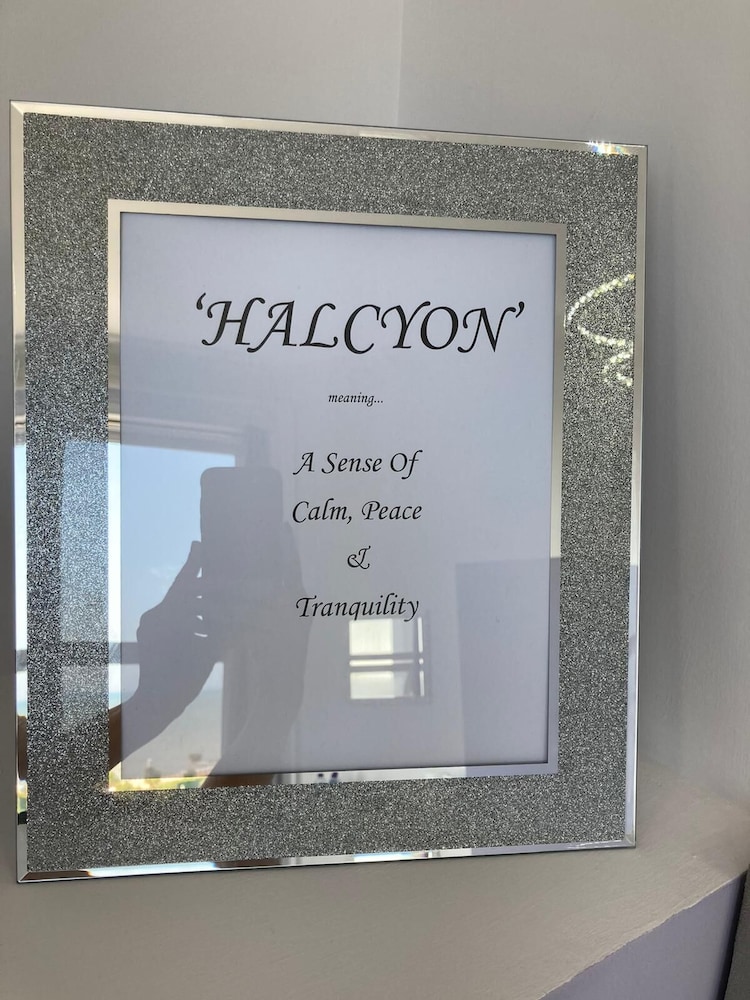 ‘HALCYON’
meaning...
A Sense Of
Calm, Peace
&
Tranquility